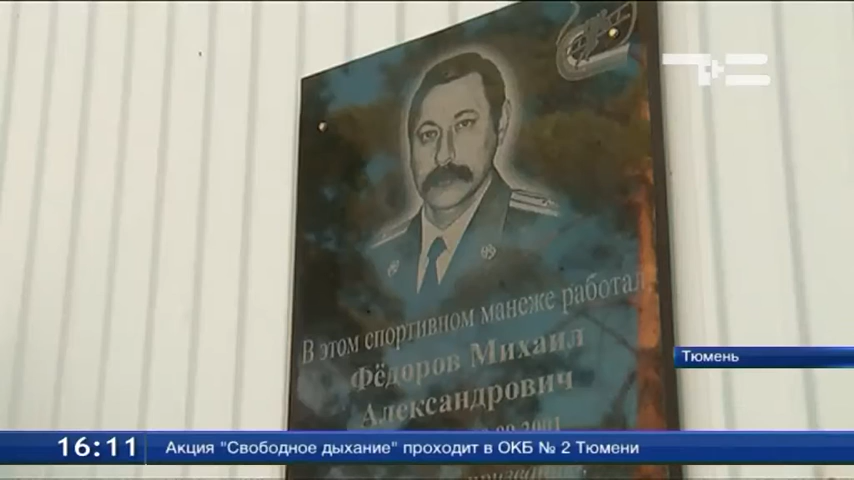 В этом спортивном манеже работал
Фёдоров Михаил
Александрович
Тюмень
16:11 Акция "Свободное дыхание" проходит в ОКБ № 2 Тюмени